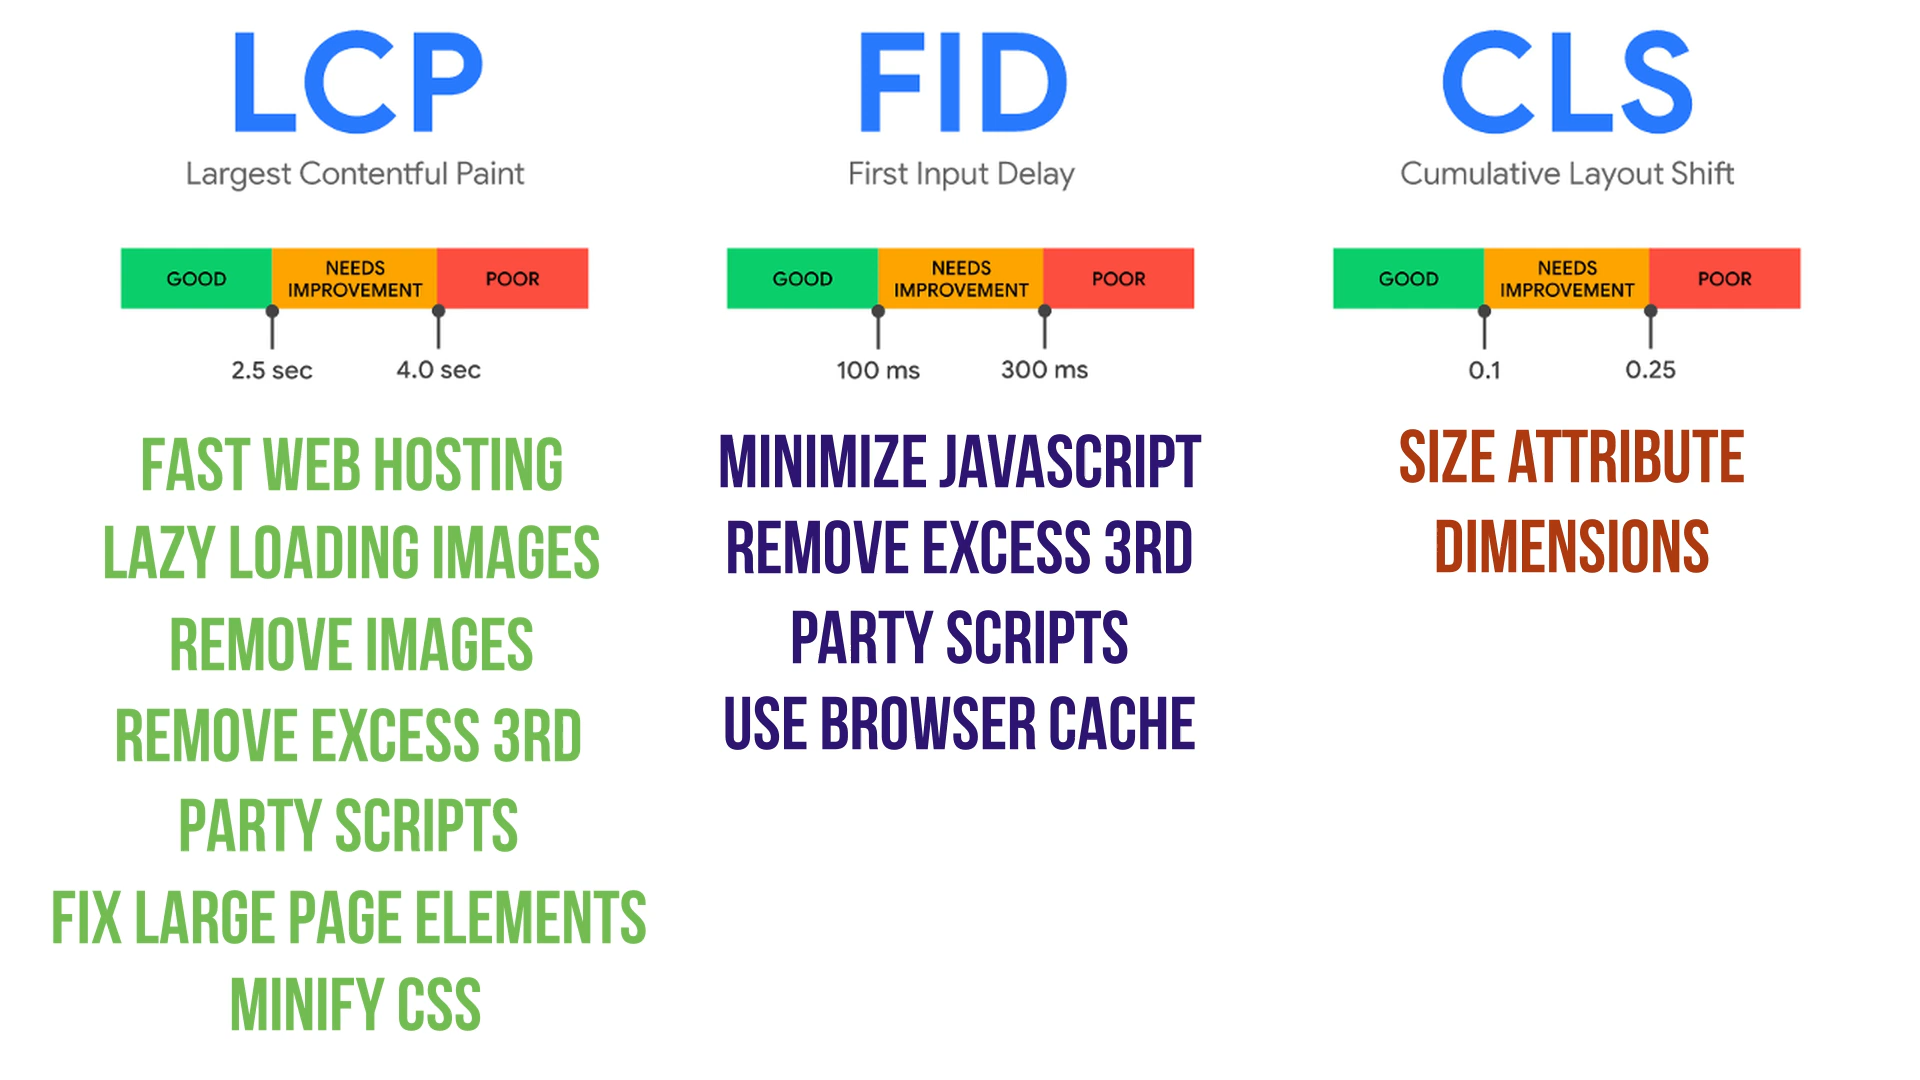 LCP
Largest Contentful Paint
GOOD
NEEDS
IMPROVEMENT
POOR
2.5 sec
4.0 sec
FAST WEB HOSTING
LAZY LOADING IMAGES
REMOVE IMAGES
REMOVE EXCESS 3RD
PARTY SCRIPTS
FIX LARGE PAGE ELEMENTS
MINIFY CSS
FID
First Input Delay
GOOD
NEEDS
IMPROVEMENT
POOR
100 ms
300 ms
MINIMIZE JAVASCRIPT
REMOVE EXCESS 3RD
PARTY SCRIPTS
USE BROWSER CACHE
CLS
Cumulative Layout Shift
GOOD
NEEDS
IMPROVEMENT
POOR
0.1
0.25
SIZE ATTRIBUTE
DIMENSIONS